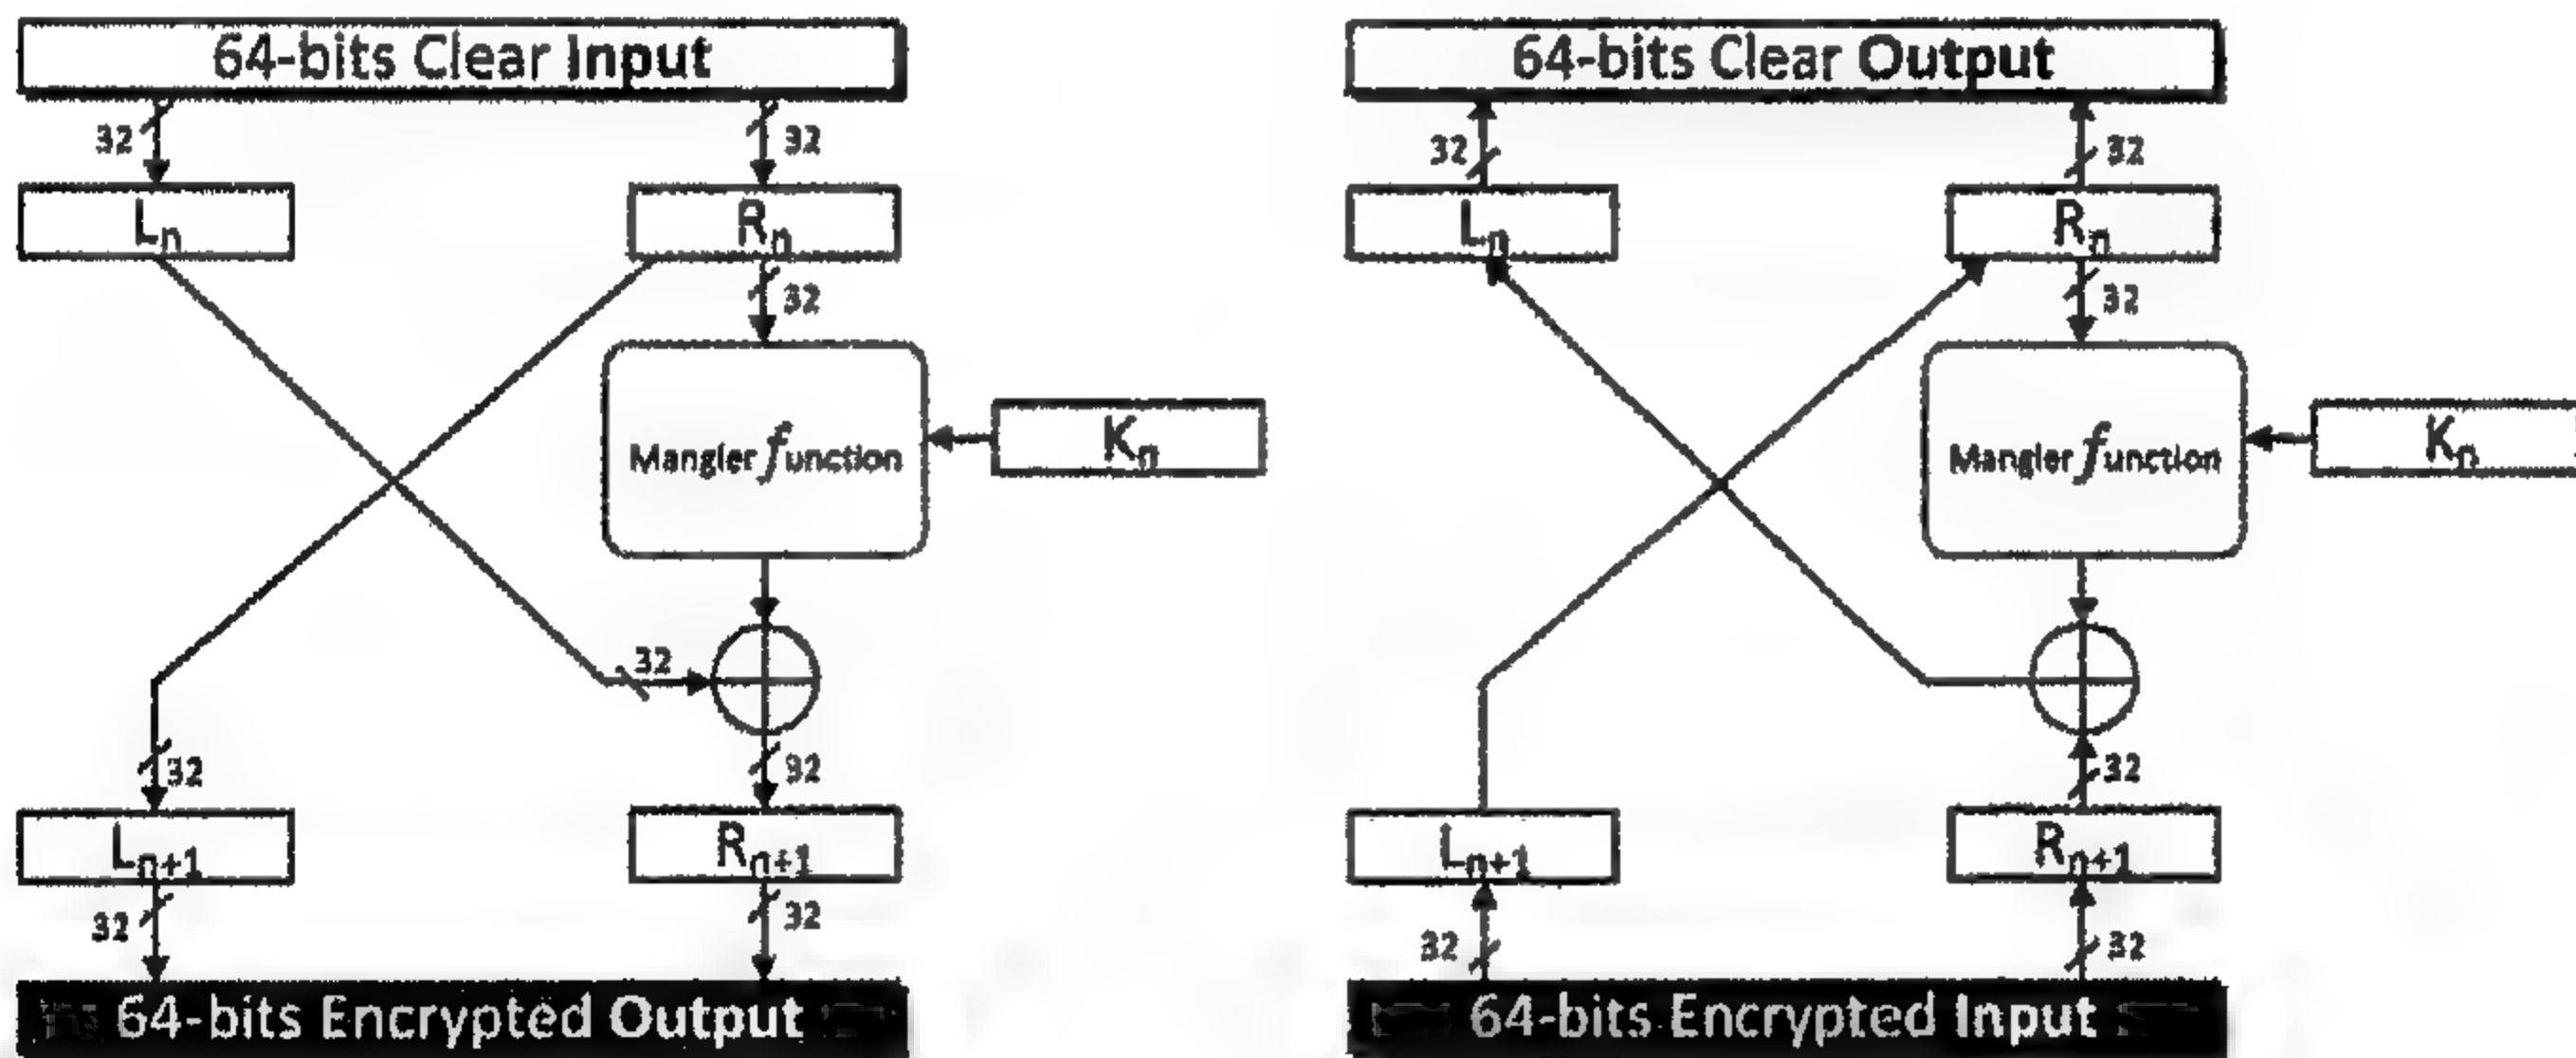 64-bits Clear Input
32
32
Ln
Rn
32
Mangler function
Kn
32
32
32
Ln+1
Rn+1
32
32
64-bits Encrypted Output
64-bits Clear Output
32
32
Ln
Rn
32
Mangler function
Kn
32
Ln+1
Rn+1
32
32
64-bits Encrypted Input